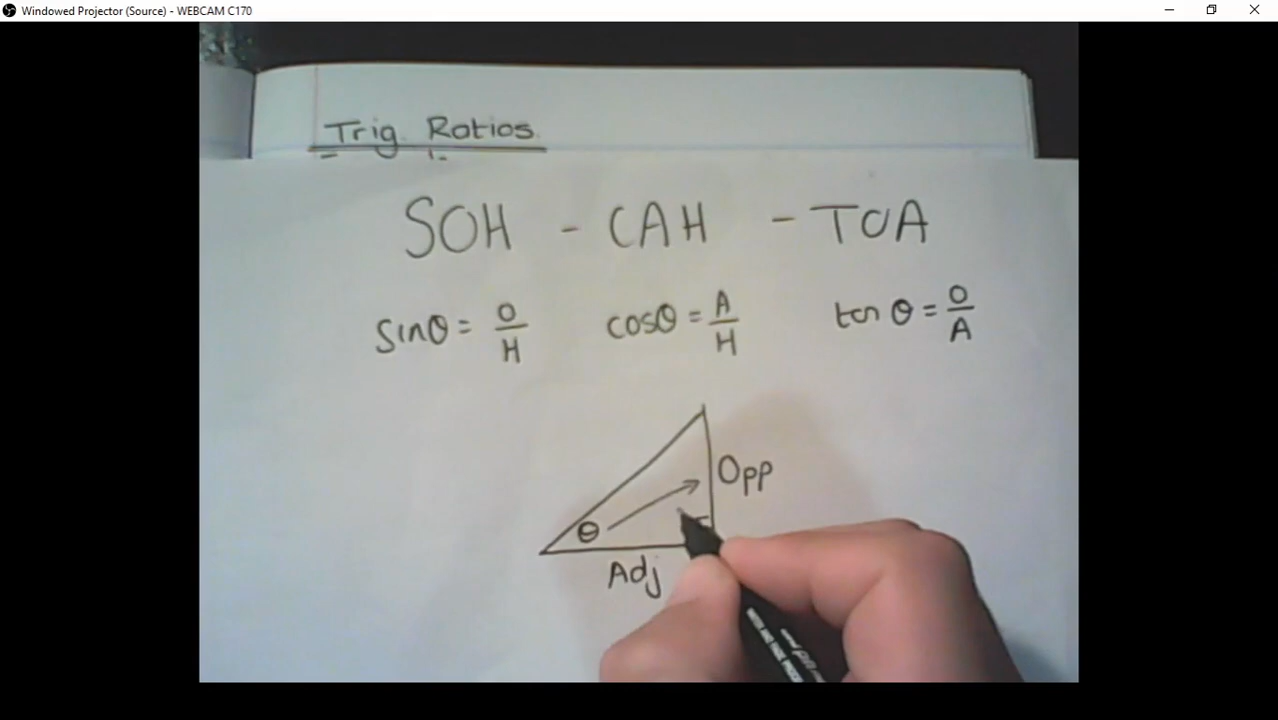 Windowed Projector (Source) - WEBCAM C170
Trig Ratios.
SOH - CAH - TOA
sinθ = O/H cosθ = A/H tan θ = O/A
Opp
θ
Adj